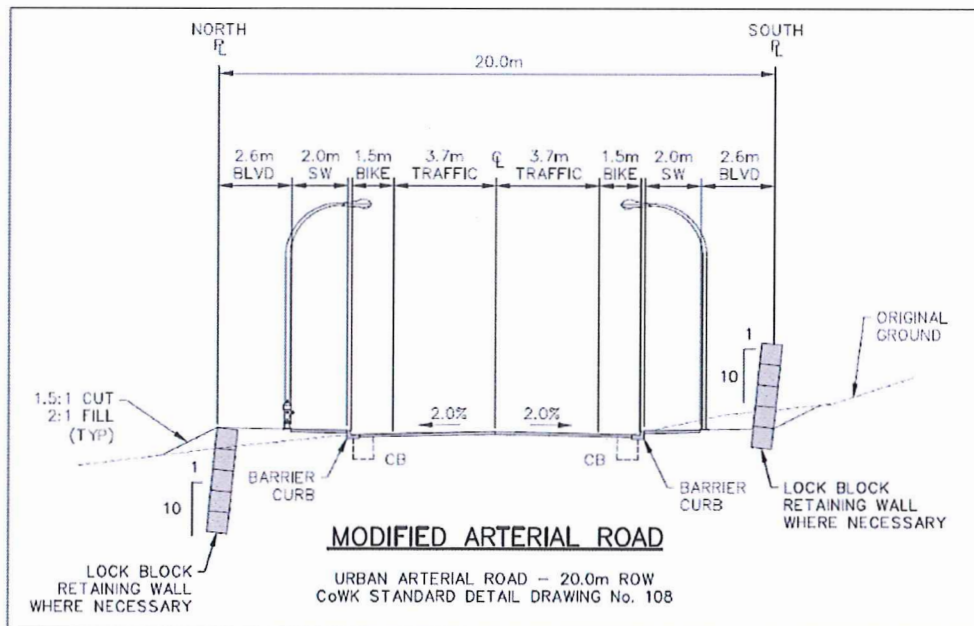 NORTH
PL
SOUTH
PL
20.0m
2.6m
BLVD
2.0m
SW
1.5m
BIKE
3.7m
TRAFFIC
CL
3.7m
TRAFFIC
1.5m
BIKE
2.0m
SW
2.6m
BLVD
ORIGINAL
GROUND
1
10
1.5:1 CUT
2:1 FILL
(TYP)
2.0%
2.0%
1
10
BARRIER
CURB
CB
CB
BARRIER
CURB
LOCK BLOCK
RETAINING WALL
WHERE NECESSARY
LOCK BLOCK
RETAINING WALL
WHERE NECESSARY
MODIFIED ARTERIAL ROAD
URBAN ARTERIAL ROAD – 20.0m ROW
CoWK STANDARD DETAIL DRAWING No. 108